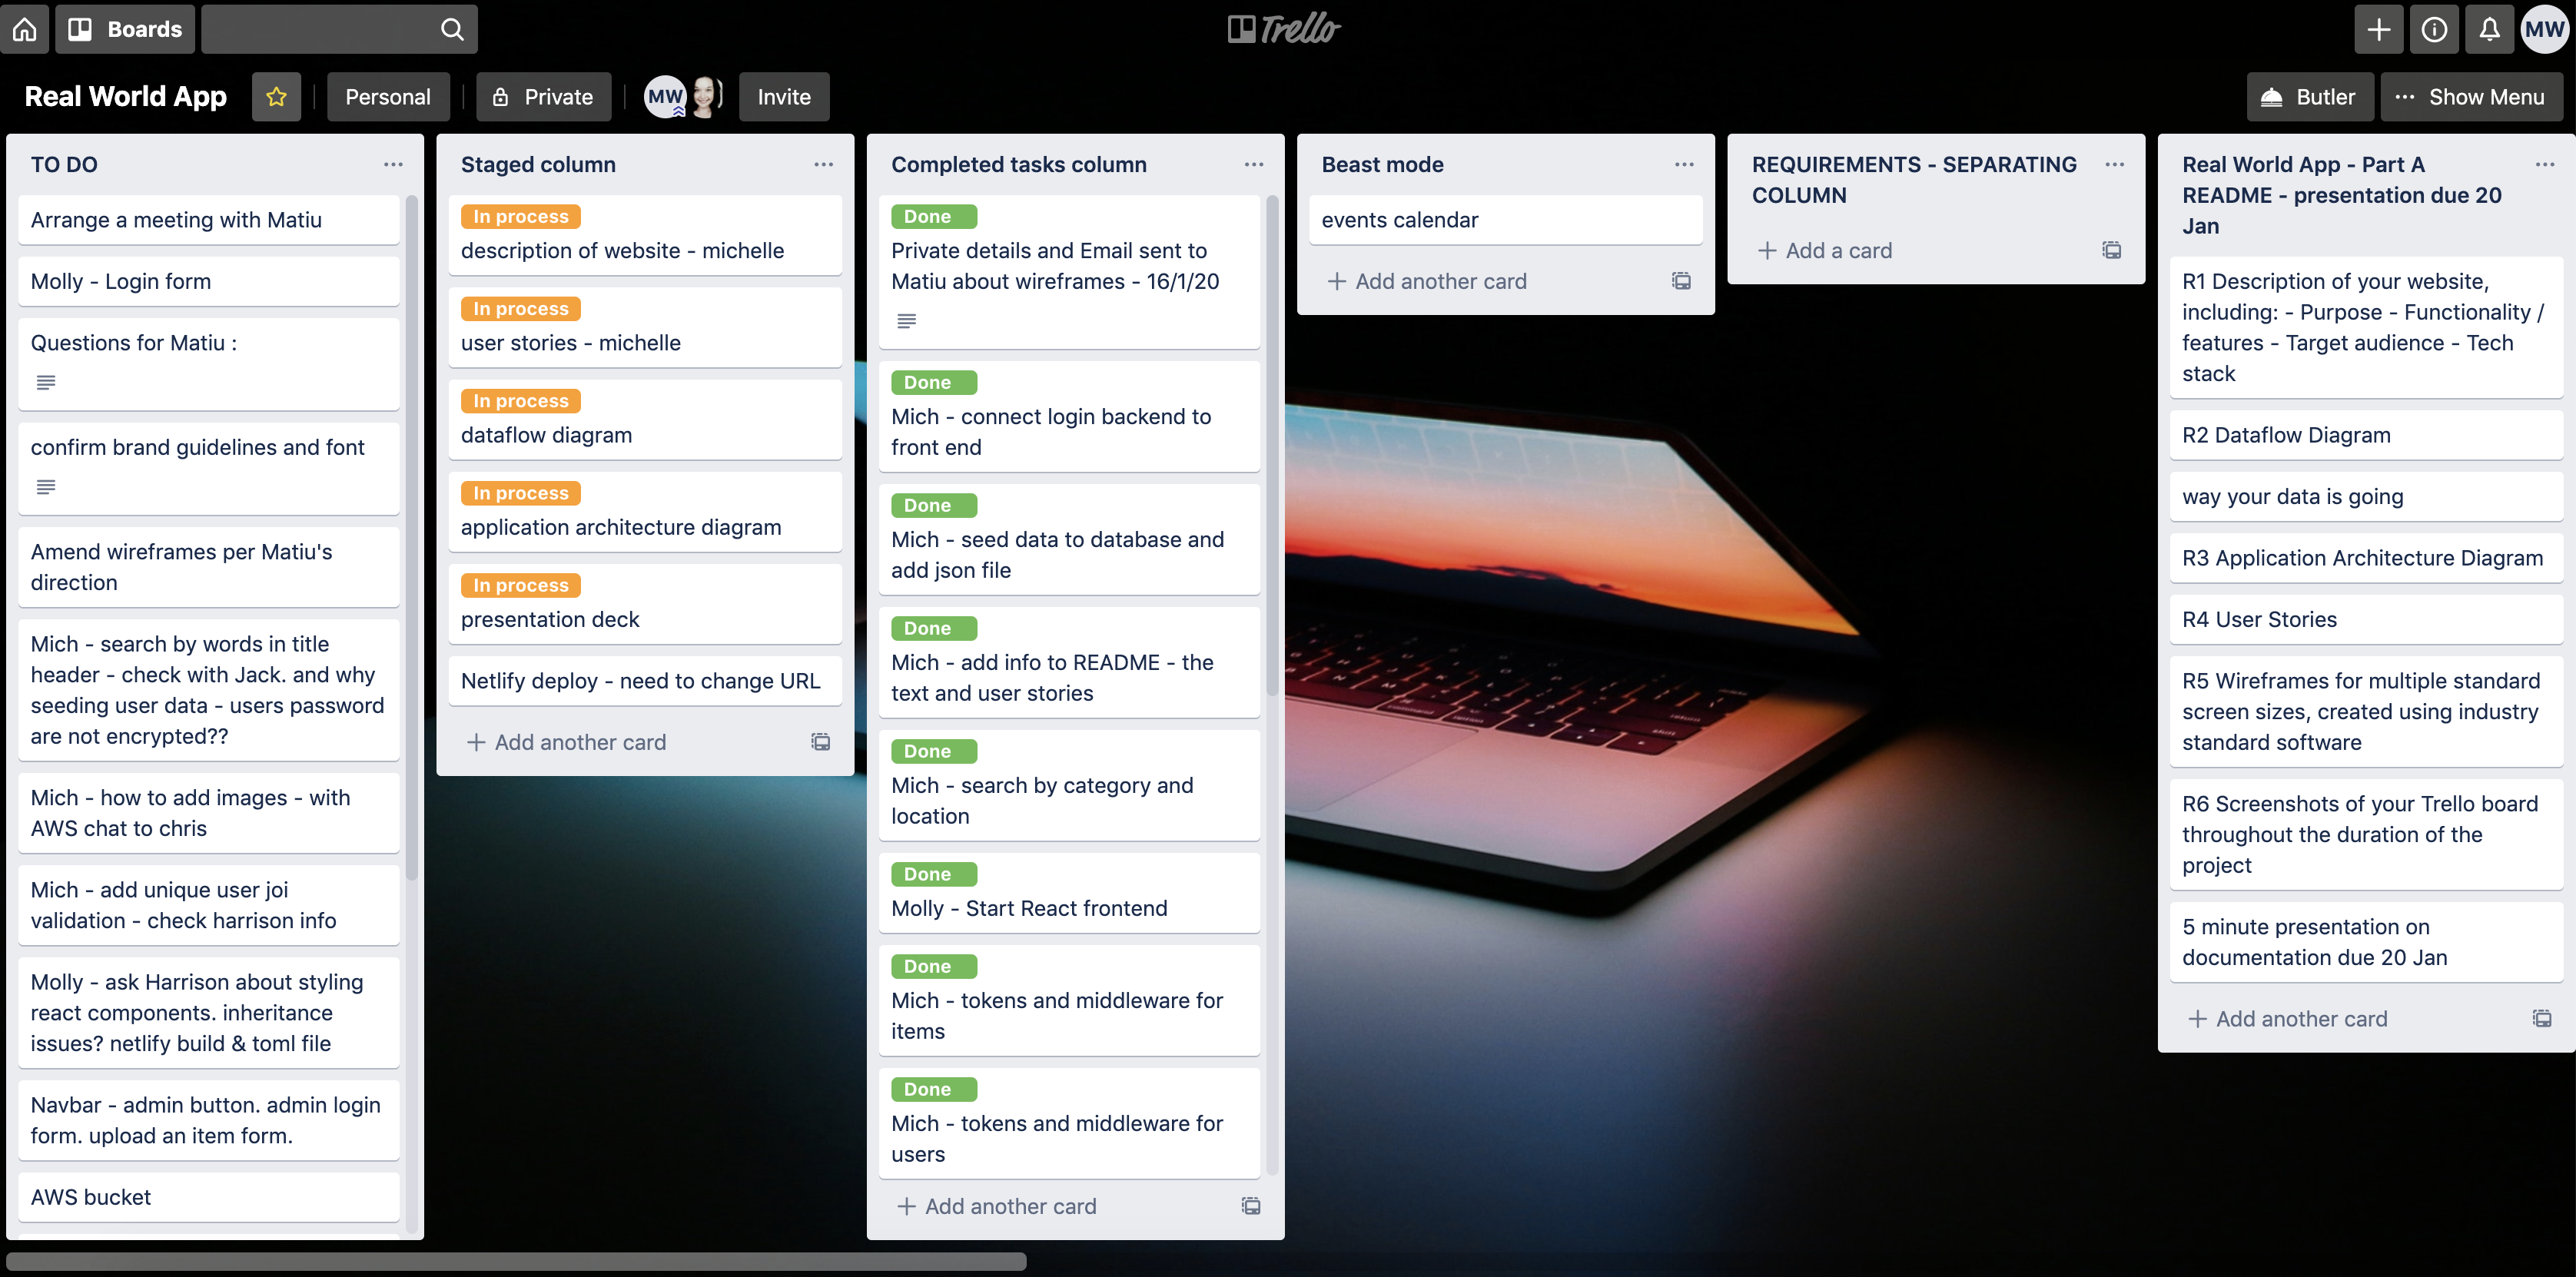 Boards
Trello
MW
Real World App
Personal
Private
MW
Invite
Butler
Show Menu
TO DO
Arrange a meeting with Matiu
Molly - Login form
Questions for Matiu :
confirm brand guidelines and font
Amend wireframes per Matiu's
direction
Mich - search by words in title
header - check with Jack. and why
seeding user data - users password
are not encrypted??
Mich - how to add images - with
AWS chat to chris
Mich - add unique user joi
validation - check harrison info
Molly - ask Harrison about styling
react components. inheritance
issues? netlify build & toml file
Navbar - admin button. admin login
form. upload an item form.
AWS bucket
Staged column
In process
description of website - michelle
In process
user stories - michelle
In process
dataflow diagram
In process
application architecture diagram
In process
presentation deck
Netlify deploy - need to change URL
Add another card
Completed tasks column
Done
Private details and Email sent to
Matiu about wireframes - 16/1/20
Done
Mich - connect login backend to
front end
Done
Mich - seed data to database and
add json file
Done
Mich - add info to README - the
text and user stories
Done
Mich - search by category and
location
Done
Molly - Start React frontend
Done
Mich - tokens and middleware for
items
Done
Mich - tokens and middleware for
users
Add another card
Beast mode
events calendar
Add another card
REQUIREMENTS - SEPARATING
COLUMN
Add a card
Real World App - Part A
README - presentation due 20
Jan
R1 Description of your website,
including: - Purpose - Functionality /
features - Target audience - Tech
stack
R2 Dataflow Diagram
way your data is going
R3 Application Architecture Diagram
R4 User Stories
R5 Wireframes for multiple standard
screen sizes, created using industry
standard software
R6 Screenshots of your Trello board
throughout the duration of the
project
5 minute presentation on
documentation due 20 Jan
Add another card